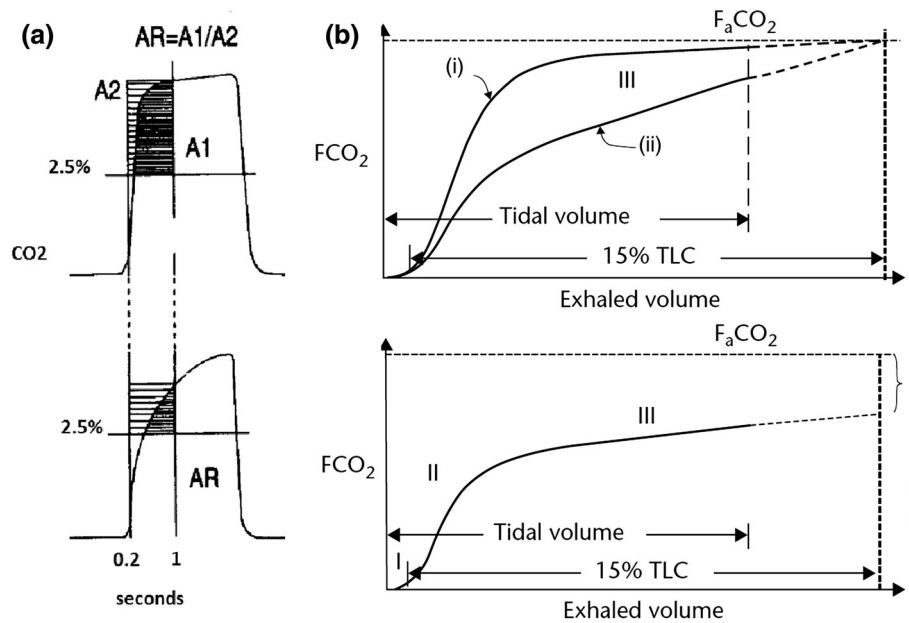 (a)
AR=A1/A2
A2
A1
2.5%
CO2
2.5%
AR
0.2 1
seconds
(b)
FaCO2
(i)
III
(ii)
FCO2
Tidal volume
15% TLC
Exhaled volume
FaCO2
III
II
FCO2
Tidal volume
I
15% TLC
Exhaled volume